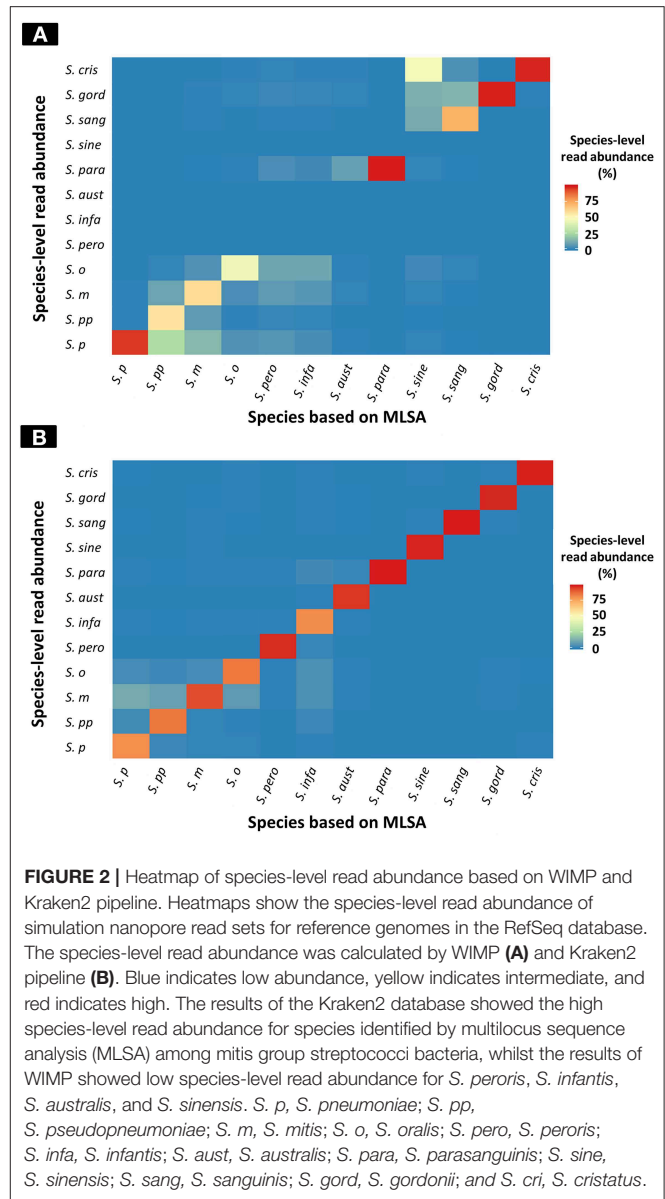 A
S. cris
S. gord
S. sang
S. sine
S. para
S. aust
S. infa
S. pero
S. o
S. m
S. pp
S. p
Species-level read abundance
S. p
S. pp
S. m
S. o
S. pero
S. infa
S. aust
S. para
S. sine
S. sang
S. gord
S. cris
Species based on MLSA
Species-level
read abundance
(%)
75
50
25
0
B
S. cris
S. gord
S. sang
S. sine
S. para
S. aust
S. infa
S. pero
S. o
S. m
S. pp
S. p
Species-level read abundance
S. p
S. pp
S. m
S. o
S. pero
S. infa
S. aust
S. para
S. sine
S. sang
S. gord
S. cris
Species based on MLSA
Species-level
read abundance
(%)
75
50
25
0
FIGURE 2 | Heatmap of species-level read abundance based on WIMP and
Kraken2 pipeline. Heatmaps show the species-level read abundance of
simulation nanopore read sets for reference genomes in the RefSeq database.
The species-level read abundance was calculated by WIMP (A) and Kraken2
pipeline (B). Blue indicates low abundance, yellow indicates intermediate, and
red indicates high. The results of the Kraken2 database showed the high
species-level read abundance for species identified by multilocus sequence
analysis (MLSA) among mitis group streptococci bacteria, whilst the results of
WIMP showed low species-level read abundance for S. peroris, S. infantis,
S. australis, and S. sinensis. S. p, S. pneumoniae; S. pp,
S. pseudopneumoniae; S. m, S. mitis; S. o, S. oralis; S. pero, S. peroris;
S. infa, S. infantis; S. aust, S. australis; S. para, S. parasanguinis; S. sine,
S. sinensis; S. sang, S. sanguinis; S. gord, S. gordonii; and S. cri, S. cristatus.